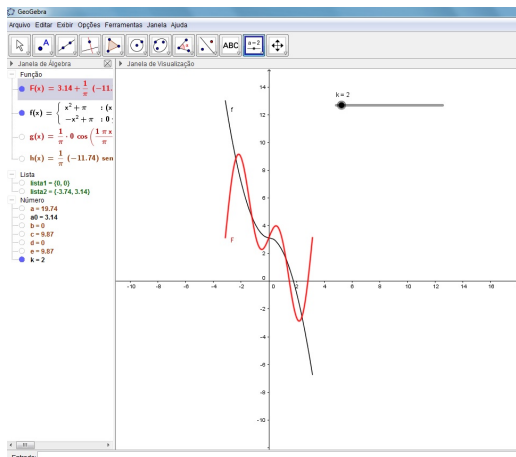 GeoGebra
Arquivo Editar Exibir Opções Ferramentas Janela Ajuda
ABC
a=2
Janela de Álgebra
Janela de Visualização
Função
F(x) = 3.14 + 1/π (-11.
f(x) = { x² + π : (x
-x² + π : 0
g(x) = 1/π · 0 cos ( 1 π x
h(x) = 1/π (-11.74) sen
Lista
lista1 = {0, 0}
lista2 = {-3.74, 3.14}
Número
a = 19.74
a0 = 3.14
b = 0
c = 9.87
d = 0
e = 9.87
k = 2
k = 2
f
F
14
12
10
8
6
4
2
0
-2
-4
-6
-8
-10
-10 -8 -6 -4 -2 0 2 4 6 8 10 12 14 16
Entrada: